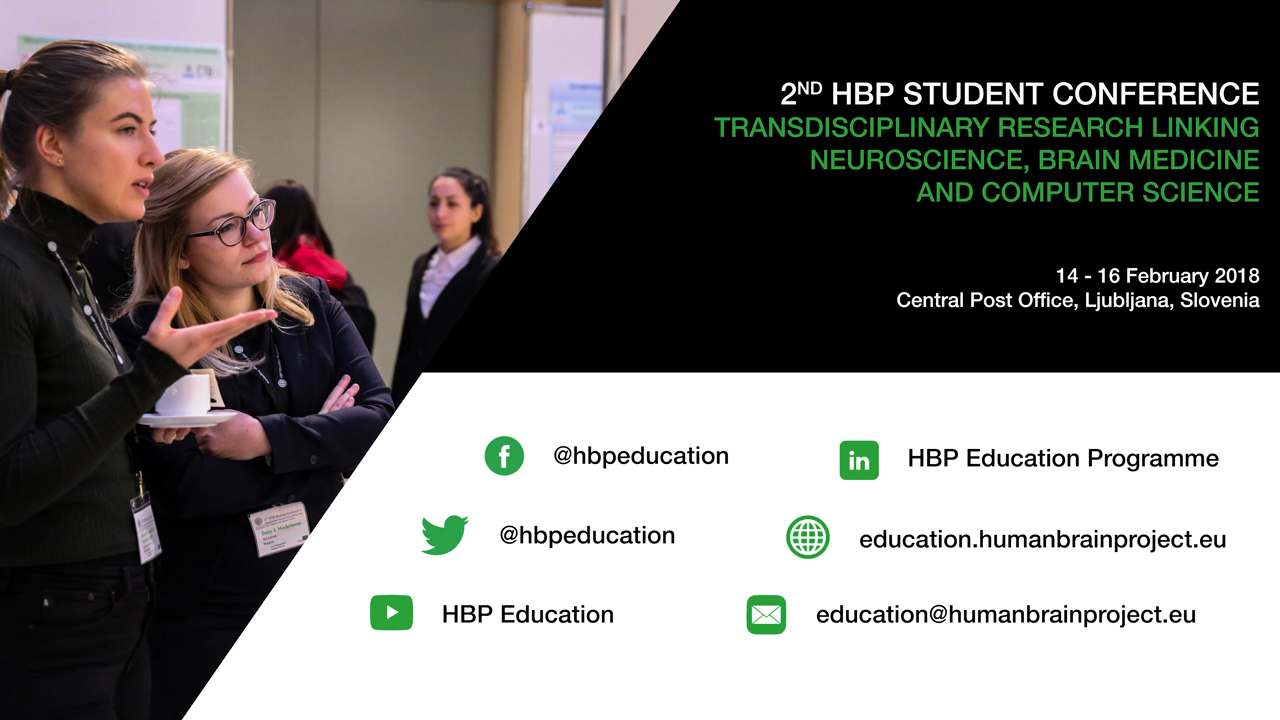 2ND HBP STUDENT CONFERENCE
TRANSDISCIPLINARY RESEARCH LINKING
NEUROSCIENCE, BRAIN MEDICINE
AND COMPUTER SCIENCE
14 - 16 February 2018
Central Post Office, Ljubljana, Slovenia
f @hbpeducation
in HBP Education Programme
@hbpeducation
education.humanbrainproject.eu
HBP Education
education@humanbrainproject.eu